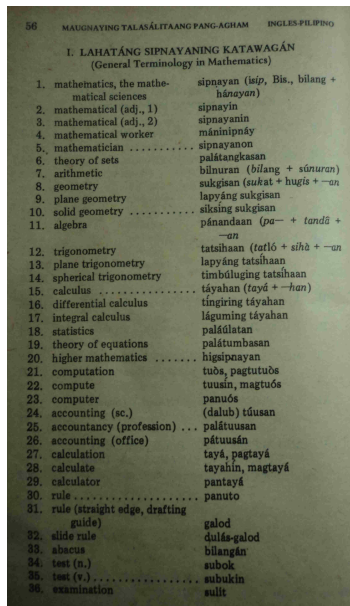 56 MAUGNAYING TALASÁLITAANG PANG-AGHAM INGLES-PILIPINO
I. LAHATÁNG SIPNAYANING KATAWAGÁN
(General Terminology in Mathematics)
1. mathematics, the mathe- sipnayan (isip, Bis., bilang +
matical sciences hánayan)
2. mathematical (adj., 1) sipnayin
3. mathematical (adj., 2) sipnayanin
4. mathematical worker máninipnáy
5. mathematician ........... sipnayanon
6. theory of sets palátangkasan
7. arithmetic bilnuran (bilang + súnuran)
8. geometry sukgisan (sukat + hugis + —an
9. plane geometry lapyáng sukgisan
10. solid geometry ........... siksíng sukgisan
11. algebra pánandaan (pa— + tandâ +
—an
12. trigonometry tatsihaan (tatló + sihà + —an
13. plane trigonometry lapyáng tatsíhaan
14. spherical trigonometry timbúluging tatsíhaan
15. calculus ................. táyahan (tayá + —han)
16. differential calculus tíngiring táyahan
17. integral calculus láguming táyahan
18. statistics paláulatan
19. theory of equations palátumbasan
20. higher mathematics ....... higsipnayan
21. computation tuòs, pagtutuòs
22. compute tuusín, magtuós
23. computer panuós
24. accounting (sc.) (dalub) túusan
25. accountancy (profession) ... palátuusan
26. accounting (office) pátuusán
27. calculation tayá, pagtayá
28. calculate tayahín, magtayá
29. calculator pantayá
30. rule ..................... panuto
31. rule (straight edge, drafting
guide) galod
32. slide rule dulás-galod
33. abacus bilangán
34. test (n.) subok
35. test (v.) ................ subukin
36. examination sulit